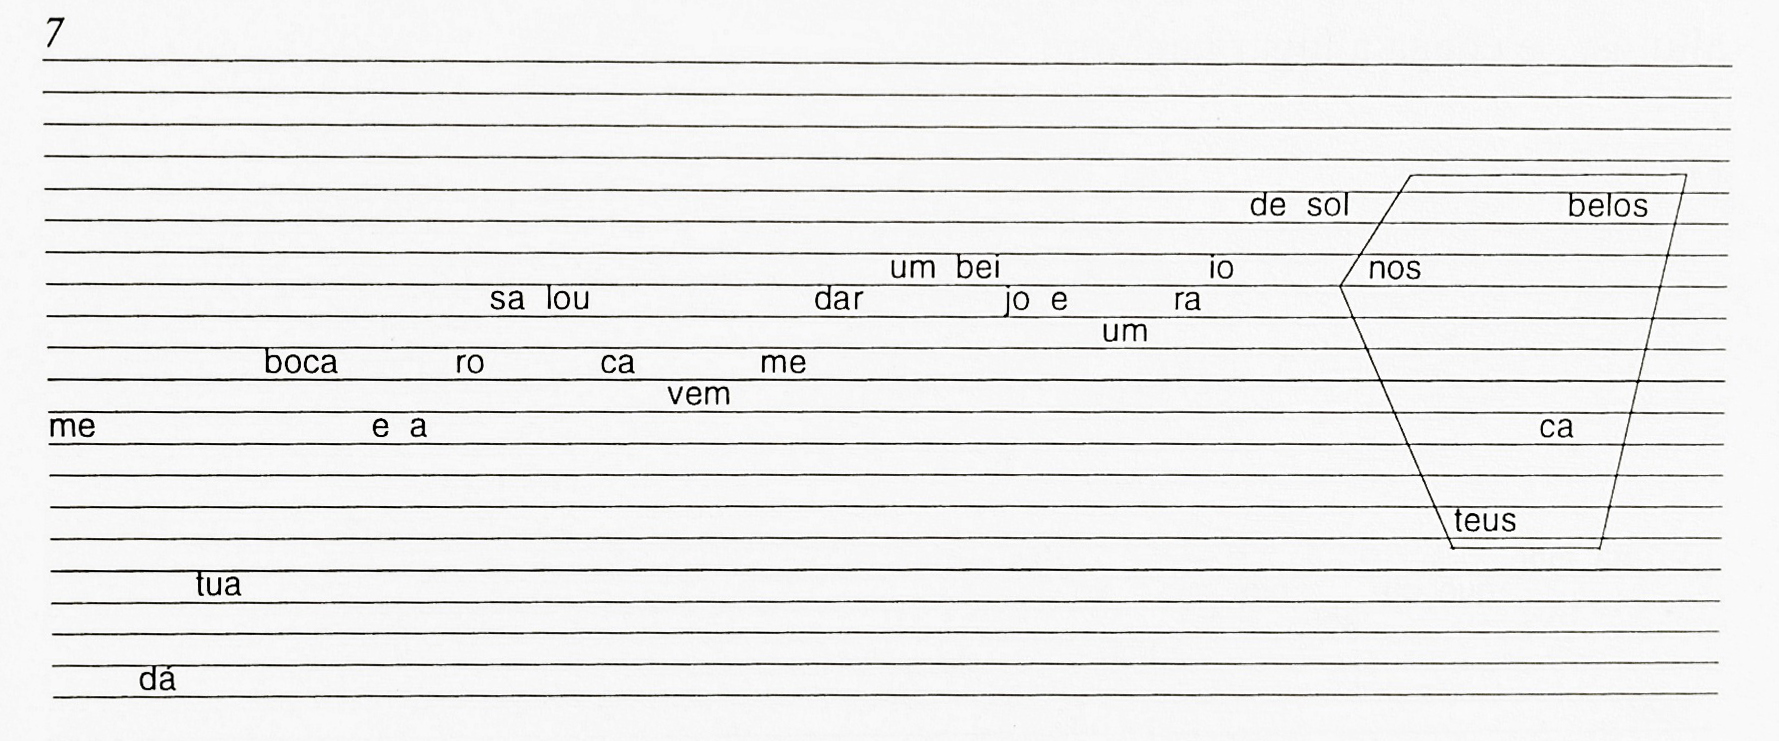 7
de sol belos
um bei io nos
sa lou dar jo e ra
um
boca ro ca me
vem
me e a ca
teus
tua
dá